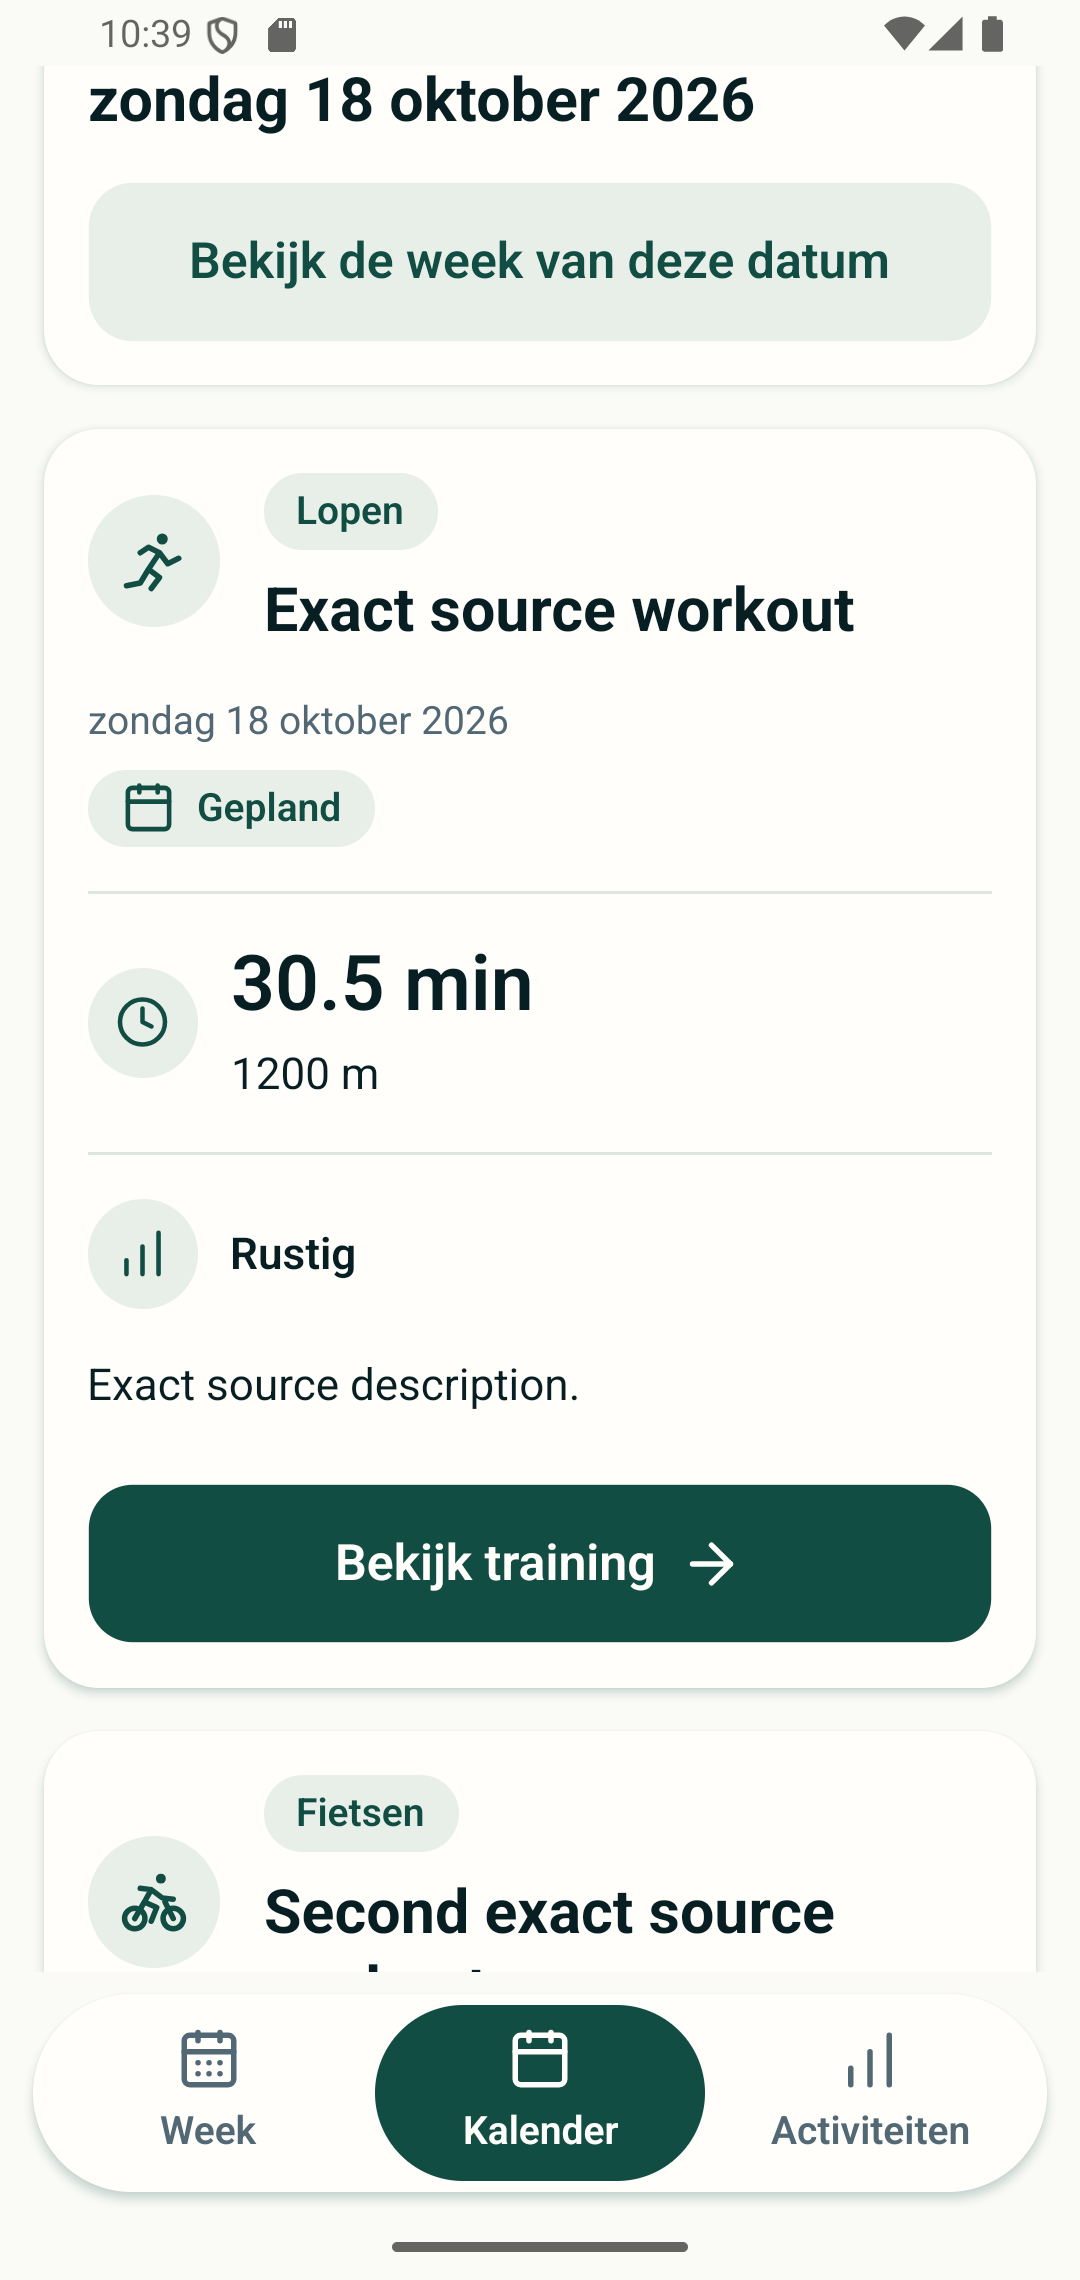 10:39
zondag 18 oktober 2026
Bekijk de week van deze datum
Lopen
Exact source workout
zondag 18 oktober 2026
Gepland
30.5 min
1200 m
Rustig
Exact source description.
Bekijk training
Fietsen
Second exact source
Week
Kalender
Activiteiten